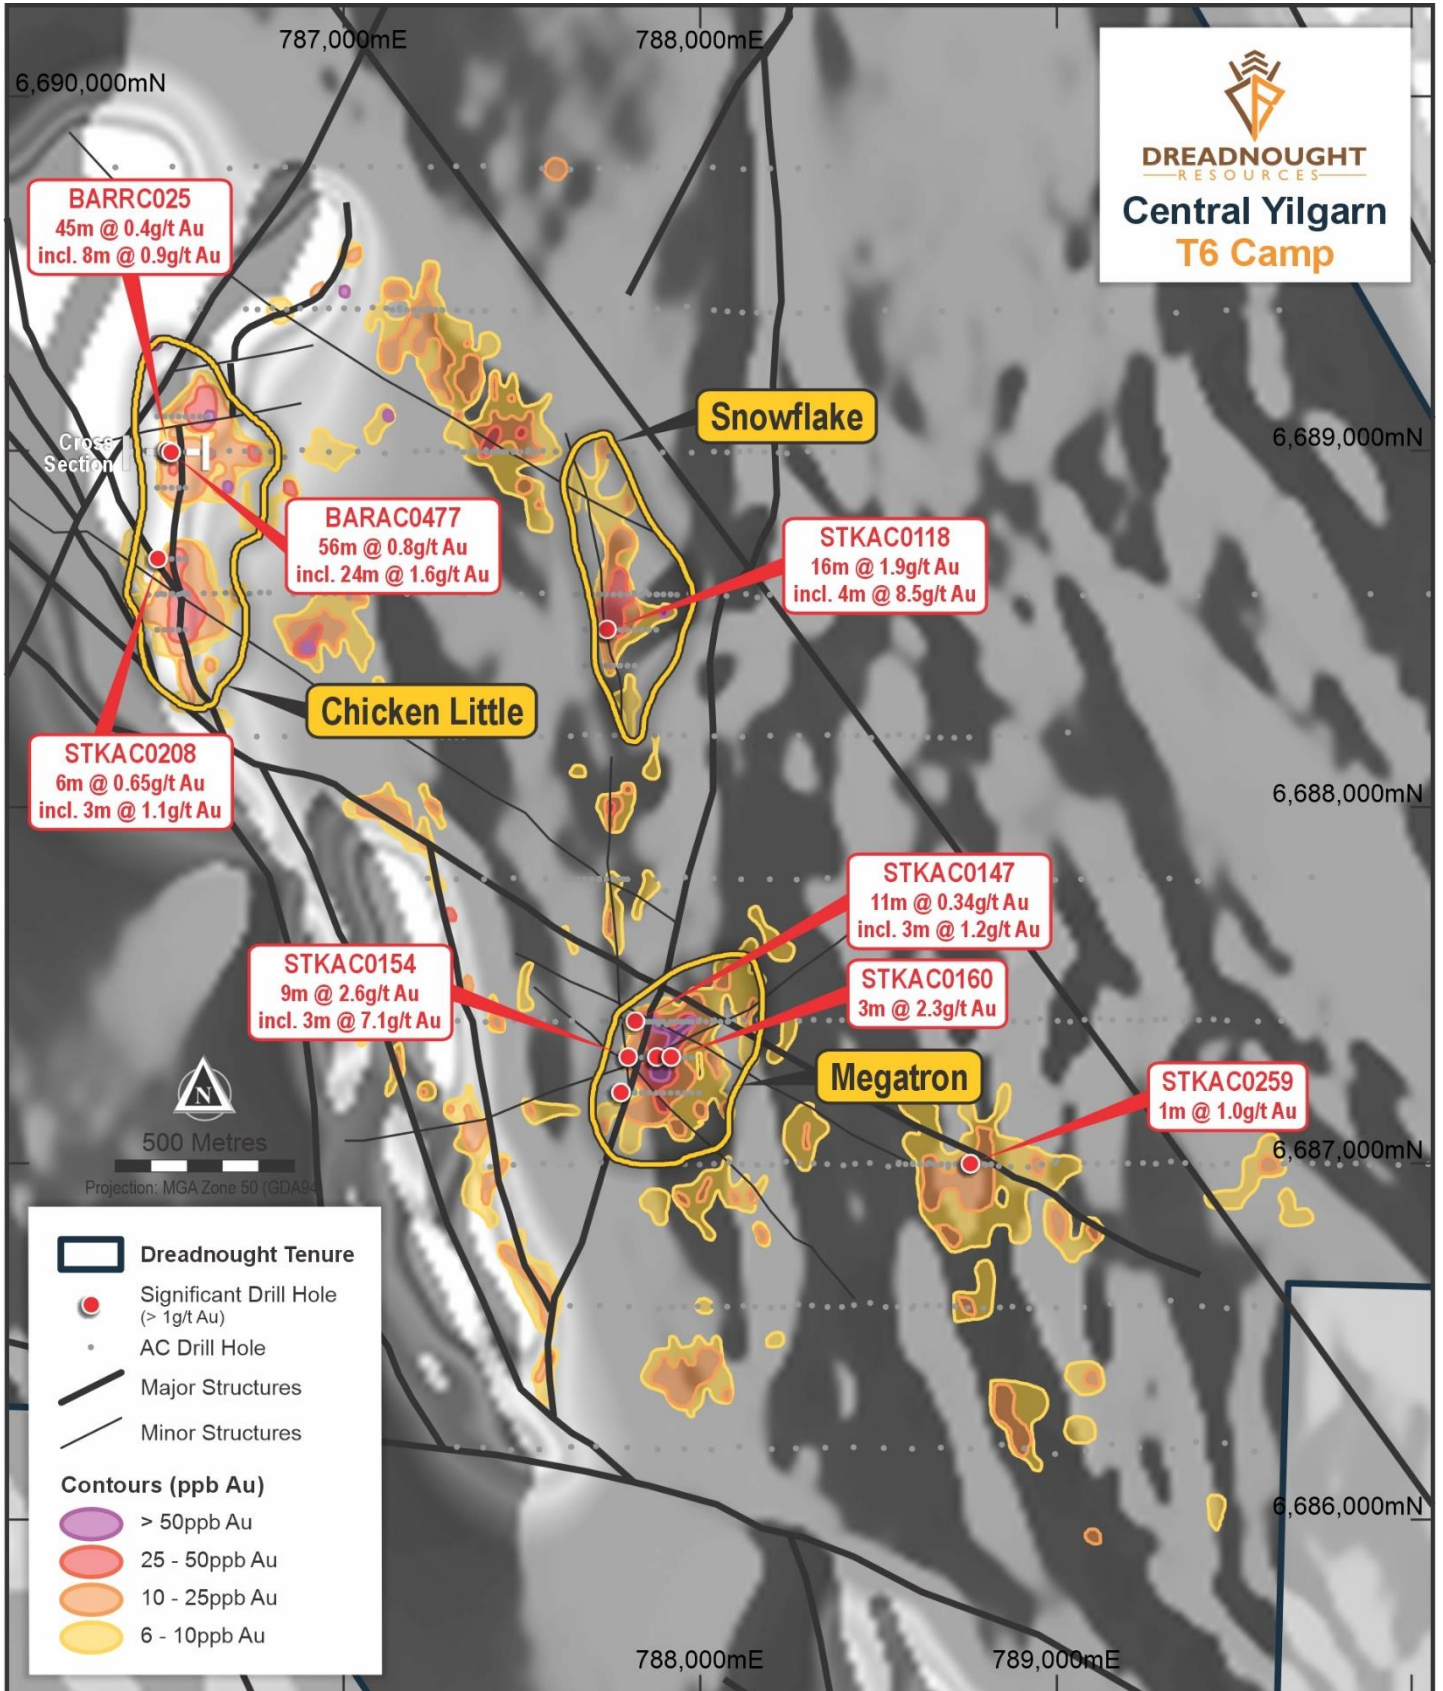 787,000mE
788,000mE
6,690,000mN
DREADNOUGHT
RESOURCES
Central Yilgarn
T6 Camp
BARRC025
45m @ 0.4g/t Au
incl. 8m @ 0.9g/t Au
Snowflake
6,689,000mN
Cross
Section
BARAC0477
56m @ 0.8g/t Au
incl. 24m @ 1.6g/t Au
STKAC0118
16m @ 1.9g/t Au
incl. 4m @ 8.5g/t Au
Chicken Little
STKAC0208
6m @ 0.65g/t Au
incl. 3m @ 1.1g/t Au
6,688,000mN
STKAC0147
11m @ 0.34g/t Au
incl. 3m @ 1.2g/t Au
STKAC0154
9m @ 2.6g/t Au
incl. 3m @ 7.1g/t Au
STKAC0160
3m @ 2.3g/t Au
Megatron
STKAC0259
1m @ 1.0g/t Au
N
6,687,000mN
500 Metres
Projection: MGA Zone 50 (GDA94
Dreadnought Tenure
Significant Drill Hole
(> 1g/t Au)
AC Drill Hole
Major Structures
Minor Structures
Contours (ppb Au)
> 50ppb Au
25 - 50ppb Au
10 - 25ppb Au
6 - 10ppb Au
6,686,000mN
788,000mE
789,000mE